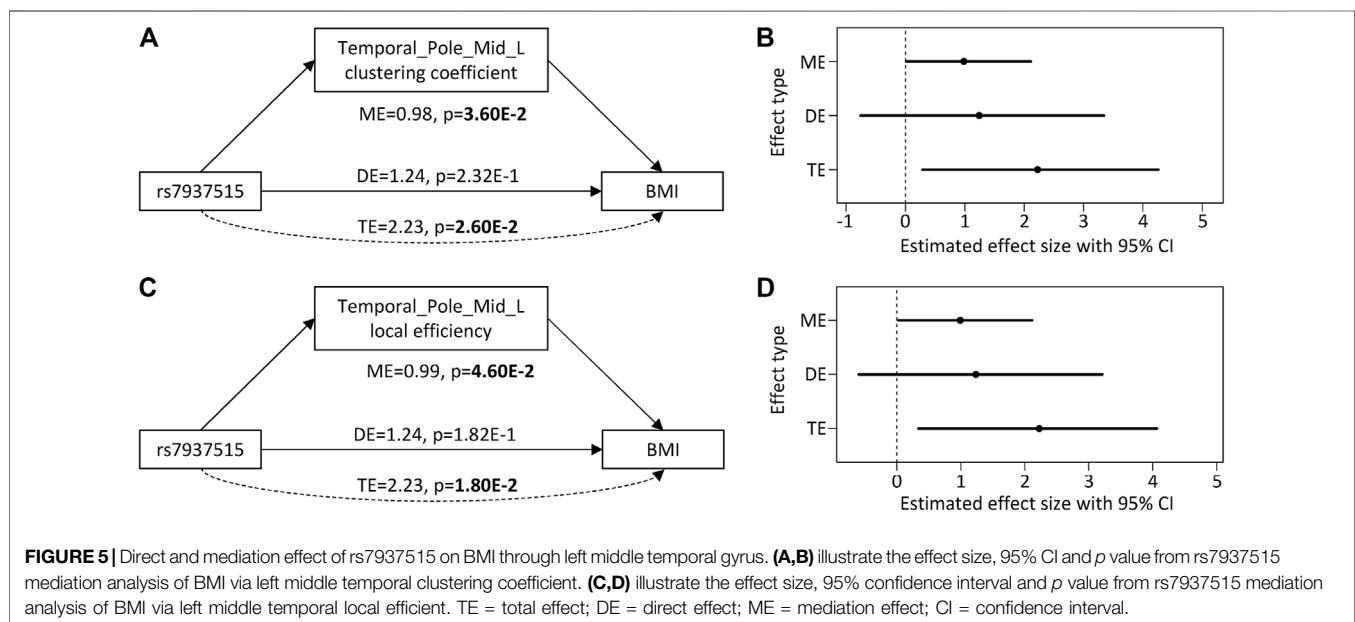 A
Temporal_Pole_Mid_L
clustering coefficient
ME=0.98, p=3.60E-2
rs7937515
DE=1.24, p=2.32E-1
BMI
TE=2.23, p=2.60E-2
B
Effect type
ME
DE
TE
-1 0 1 2 3 4 5
Estimated effect size with 95% CI
C
Temporal_Pole_Mid_L
local efficiency
ME=0.99, p=4.60E-2
rs7937515
DE=1.24, p=1.82E-1
BMI
TE=2.23, p=1.80E-2
D
Effect type
ME
DE
TE
0 1 2 3 4 5
Estimated effect size with 95% CI
FIGURE 5 | Direct and mediation effect of rs7937515 on BMI through left middle temporal gyrus. (A,B) illustrate the effect size, 95% CI and p value from rs7937515
mediation analysis of BMI via left middle temporal clustering coefficient. (C,D) illustrate the effect size, 95% confidence interval and p value from rs7937515 mediation
analysis of BMI via left middle temporal local efficient. TE = total effect; DE = direct effect; ME = mediation effect; CI = confidence interval.